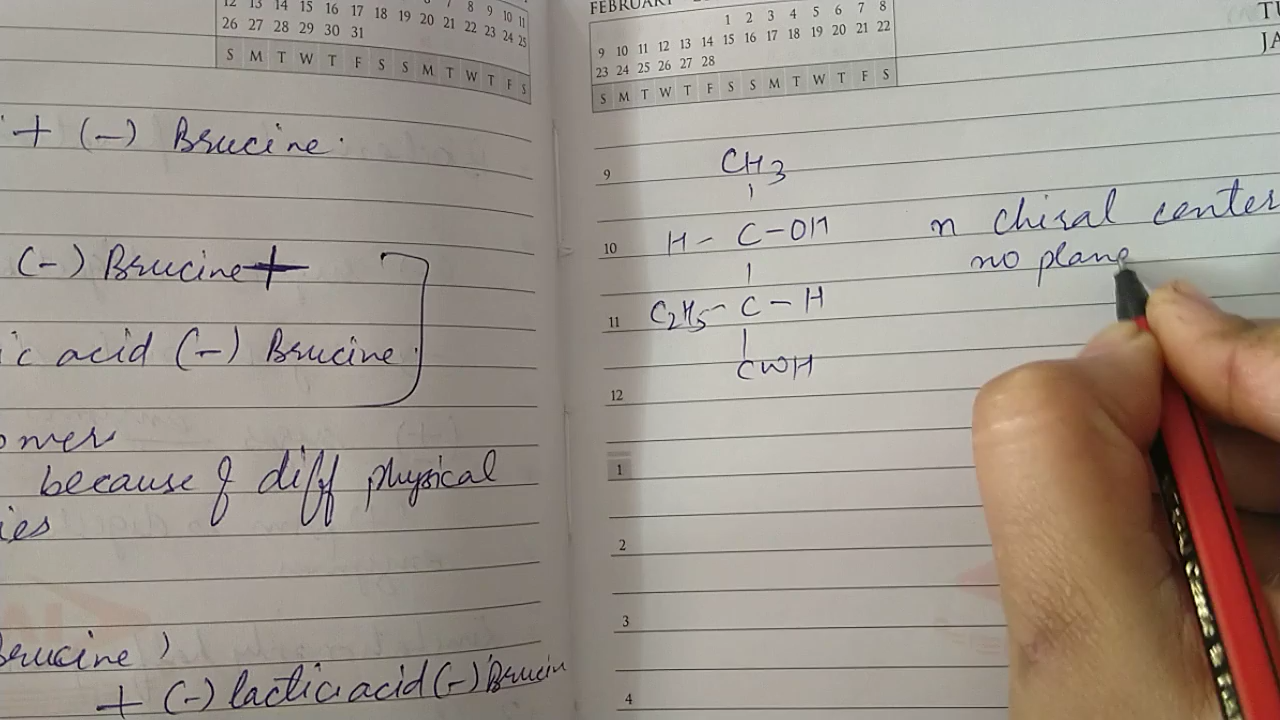 12 13 14 15 16 17 18 19 20 21 22 23 24 25
26 27 28 29 30 31
S M T W T F S S M T W T F S
+ (-) Brucine.
(-) Brucine +
ic acid (-) Brucine
omer
because of diff physical
ies
Brucine)
+ (-) lactic acid (-) Brucin
FEBRUARY
1 2 3 4 5 6 7 8
9 10 11 12 13 14 15 16 17 18 19 20 21 22
23 24 25 26 27 28
S M T W T F S S M T W T F S
TU
JA
9
CH3
10
H - C - OH
n chiral center
no plane
11
C2H5 - C - H
COOH
12
1
2
3
4